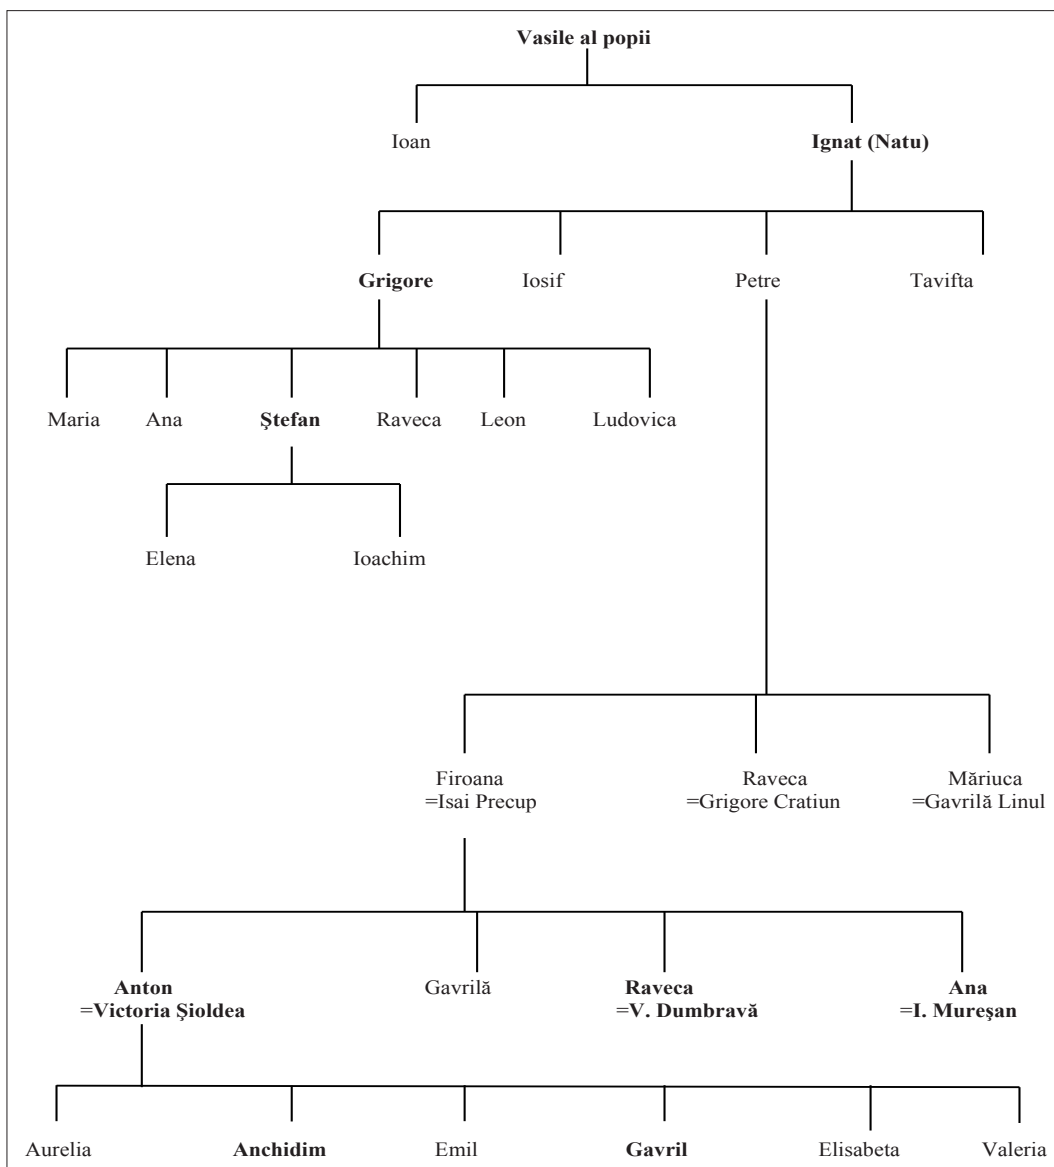 Vasile al popii
Ioan
Ignat (Natu)
Grigore
Iosif
Petre
Tavifta
Maria
Ana
Ştefan
Raveca
Leon
Ludovica
Elena
Ioachim
Firoana
=Isai Precup
Raveca
=Grigore Cratiun
Măriuca
=Gavrilă Linul
Anton
=Victoria Şioldea
Gavrilă
Raveca
=V. Dumbravă
Ana
=I. Mureşan
Aurelia
Anchidim
Emil
Gavril
Elisabeta
Valeria